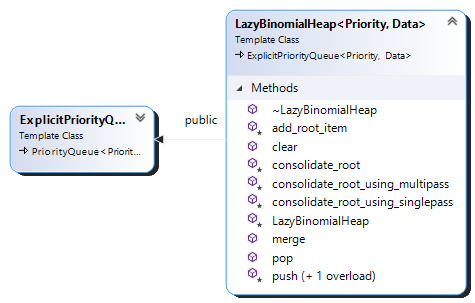 LazyBinomialHeap<Priority, Data>
Template Class
ExplicitPriorityQueue<Priority, Data>
Methods
~LazyBinomialHeap
add_root_item
clear
consolidate_root
consolidate_root_using_multipass
consolidate_root_using_singlepass
LazyBinomialHeap
merge
pop
push (+ 1 overload)
public
ExplicitPriorityQ...
Template Class
PriorityQueue<Priorit...